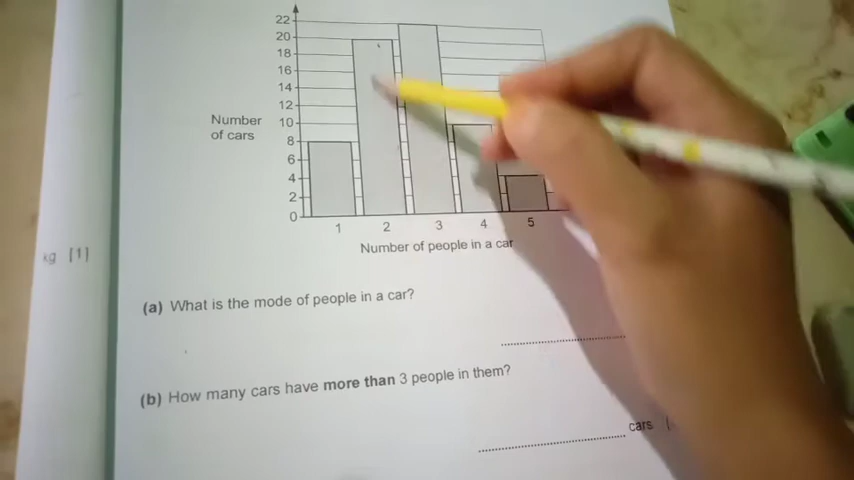 22
20
18
16
14
12
10
8
6
4
2
0
Number
of cars
1 2 3 4 5
Number of people in a car
kg [1]
(a) What is the mode of people in a car?
(b) How many cars have more than 3 people in them?
cars [